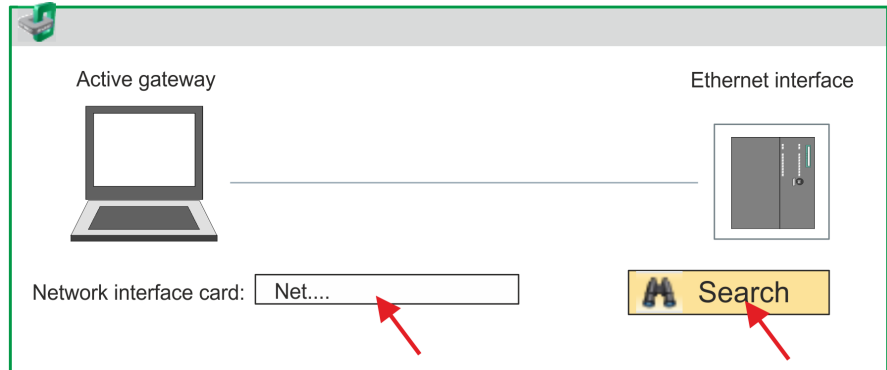 Active gateway
Ethernet interface
Network interface card: Net....
Search